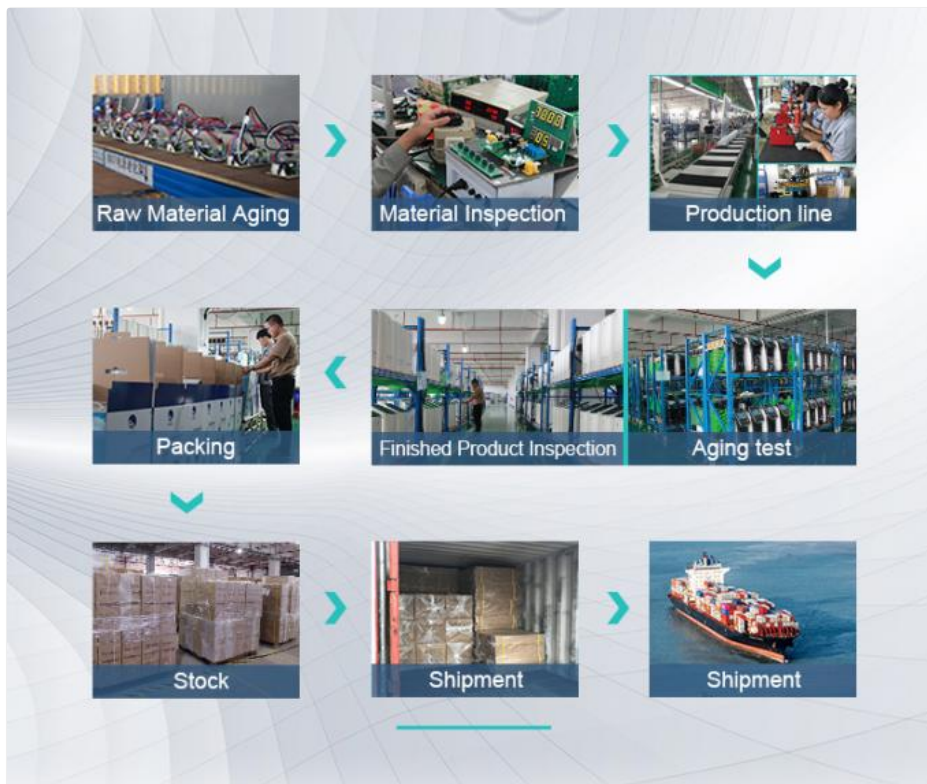 Raw Material Aging
Material Inspection
Production line
Aging test
Finished Product Inspection
Packing
Stock
Shipment
Shipment